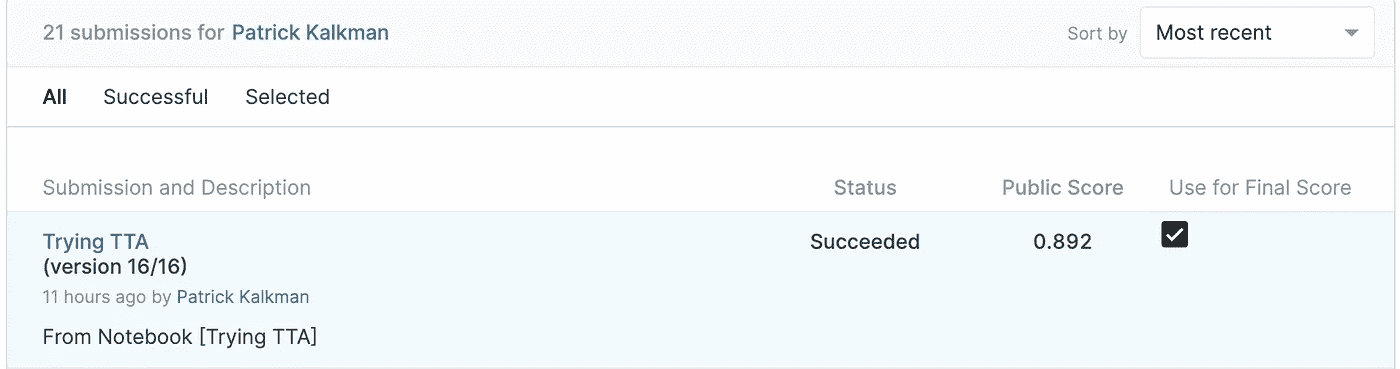 21 submissions for Patrick Kalkman
Sort by Most recent
All Successful Selected
Submission and Description Status Public Score Use for Final Score
Trying TTA Succeeded 0.892
(version 16/16)
11 hours ago by Patrick Kalkman
From Notebook [Trying TTA]